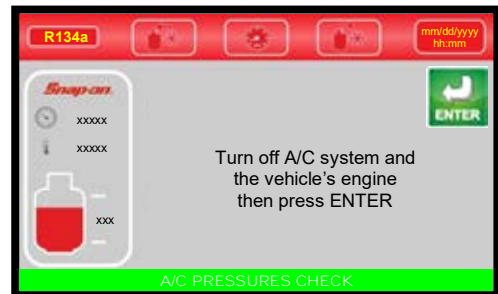 R134a
mm/dd/yyyy
hh:mm
Snap-on
xxxxx
xxxxx
xxx
ENTER
Turn off A/C system and
the vehicle's engine
then press ENTER
A/C PRESSURES CHECK